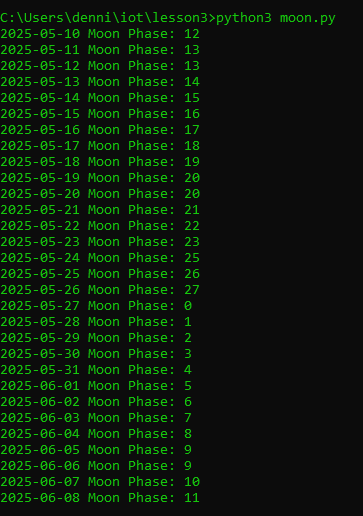 C:\Users\denni\iot\lesson3>python3 moon.py
2025-05-10 Moon Phase: 12
2025-05-11 Moon Phase: 13
2025-05-12 Moon Phase: 13
2025-05-13 Moon Phase: 14
2025-05-14 Moon Phase: 15
2025-05-15 Moon Phase: 16
2025-05-16 Moon Phase: 17
2025-05-17 Moon Phase: 18
2025-05-18 Moon Phase: 19
2025-05-19 Moon Phase: 20
2025-05-20 Moon Phase: 20
2025-05-21 Moon Phase: 21
2025-05-22 Moon Phase: 22
2025-05-23 Moon Phase: 23
2025-05-24 Moon Phase: 25
2025-05-25 Moon Phase: 26
2025-05-26 Moon Phase: 27
2025-05-27 Moon Phase: 0
2025-05-28 Moon Phase: 1
2025-05-29 Moon Phase: 2
2025-05-30 Moon Phase: 3
2025-05-31 Moon Phase: 4
2025-06-01 Moon Phase: 5
2025-06-02 Moon Phase: 6
2025-06-03 Moon Phase: 7
2025-06-04 Moon Phase: 8
2025-06-05 Moon Phase: 9
2025-06-06 Moon Phase: 9
2025-06-07 Moon Phase: 10
2025-06-08 Moon Phase: 11